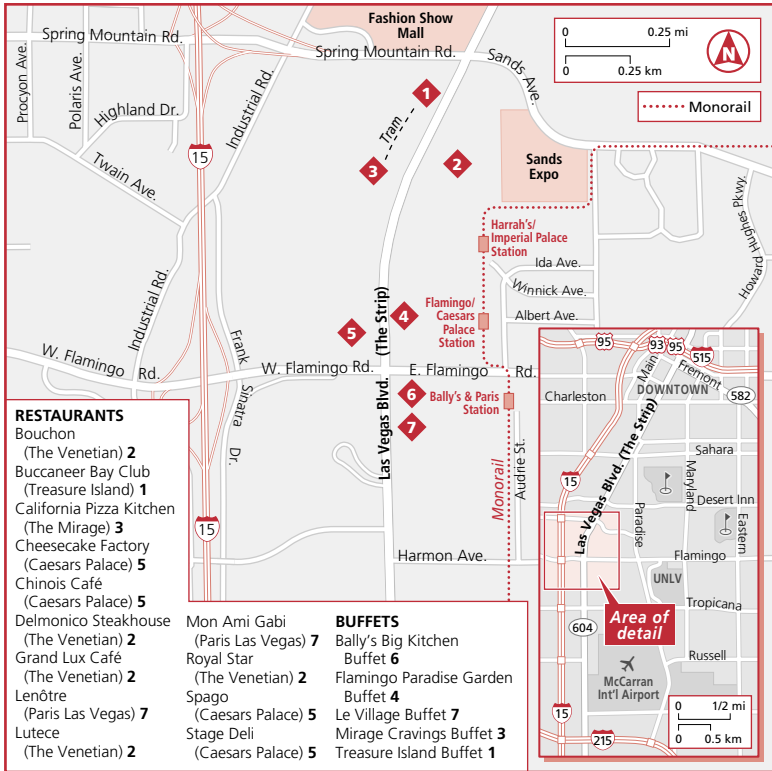 Fashion Show
Mall
Spring Mountain Rd.
Spring Mountain Rd.
Sands Ave.
0 0.25 mi
0 0.25 km
N
Monorail
Procyon Ave.
Polaris Ave.
Highland Dr.
Industrial Rd.
Twain Ave.
15
1
Tram
3
2
Sands
Expo
Howard Hughes Pkwy.
Harrah's/
Imperial Palace
Station
Ida Ave.
Winnick Ave.
Albert Ave.
Flamingo/
Caesars
Palace
Station
Industrial Rd.
Frank Sinatra Dr.
5
4
Las Vegas Blvd. (The Strip)
W. Flamingo Rd.
W. Flamingo Rd.
E. Flamingo Rd.
6
7
Bally's & Paris
Station
Monorail
Audrie St.
Harmon Ave.
15
RESTAURANTS
Bouchon
(The Venetian) 2
Buccaneer Bay Club
(Treasure Island) 1
California Pizza Kitchen
(The Mirage) 3
Cheesecake Factory
(Caesars Palace) 5
Chinois Café
(Caesars Palace) 5
Delmonico Steakhouse
(The Venetian) 2
Grand Lux Café
(The Venetian) 2
Lenôtre
(Paris Las Vegas) 7
Lutece
(The Venetian) 2
Mon Ami Gabi
(Paris Las Vegas) 7
Royal Star
(The Venetian) 2
Spago
(Caesars Palace) 5
Stage Deli
(Caesars Palace) 5
BUFFETS
Bally's Big Kitchen
Buffet 6
Flamingo Paradise Garden
Buffet 4
Le Village Buffet 7
Mirage Cravings Buffet 3
Treasure Island Buffet 1
95
93
95
515
Main
Fremont
DOWNTOWN
582
Charleston
Sahara
Las Vegas Blvd. (The Strip)
15
Maryland
Desert Inn
Paradise
Eastern
Flamingo
UNLV
Tropicana
Area of
detail
604
Russell
McCarran
Int'l Airport
15
215
0 1/2 mi
0 0.5 km